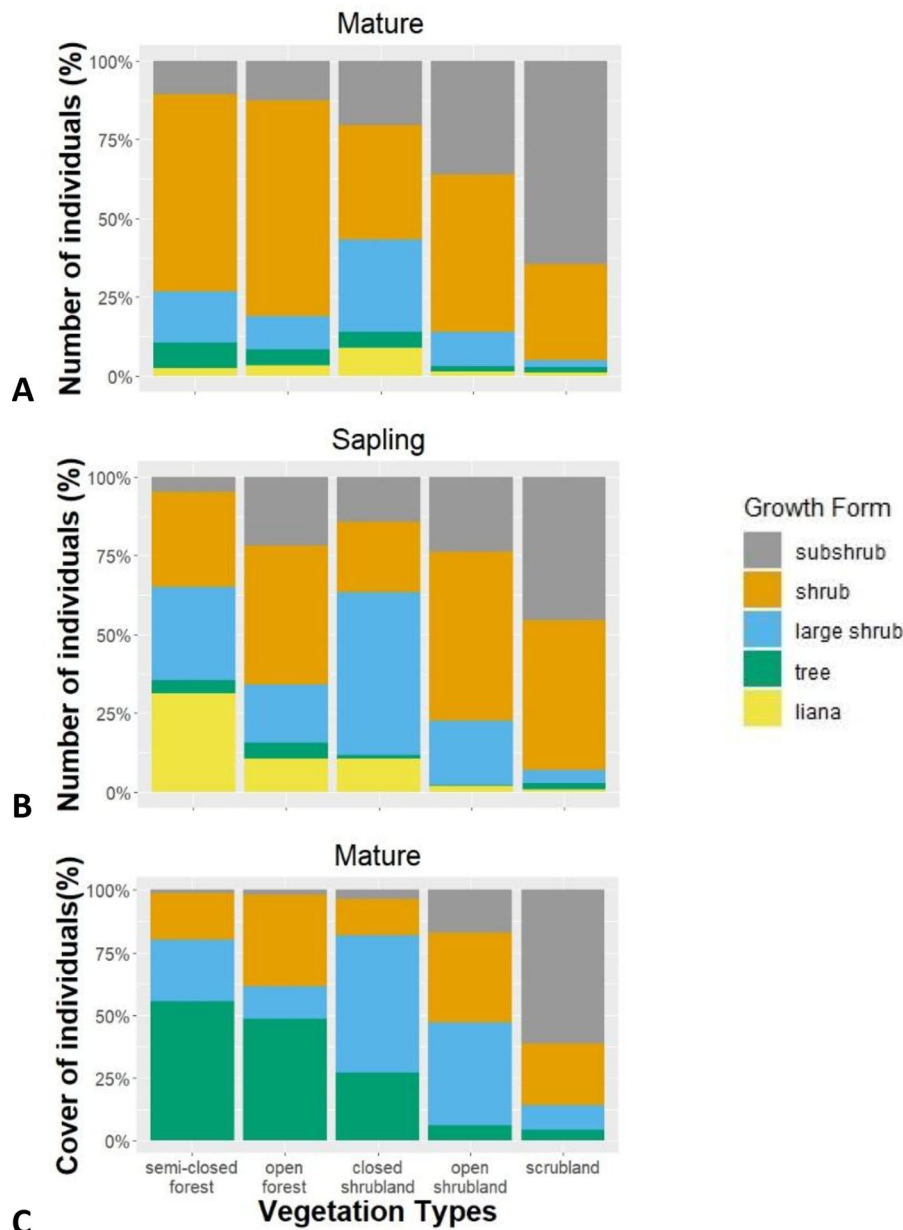 Mature
Number of individuals (%)
100%
75%
50%
25%
0%
A
Sapling
Number of individuals (%)
100%
75%
50%
25%
0%
B
Growth Form
subshrub
shrub
large shrub
tree
liana
Mature
Cover of individuals(%)
100%
75%
50%
25%
0%
semi-closed forest
open forest
closed shrubland
open shrubland
scrubland
Vegetation Types
C